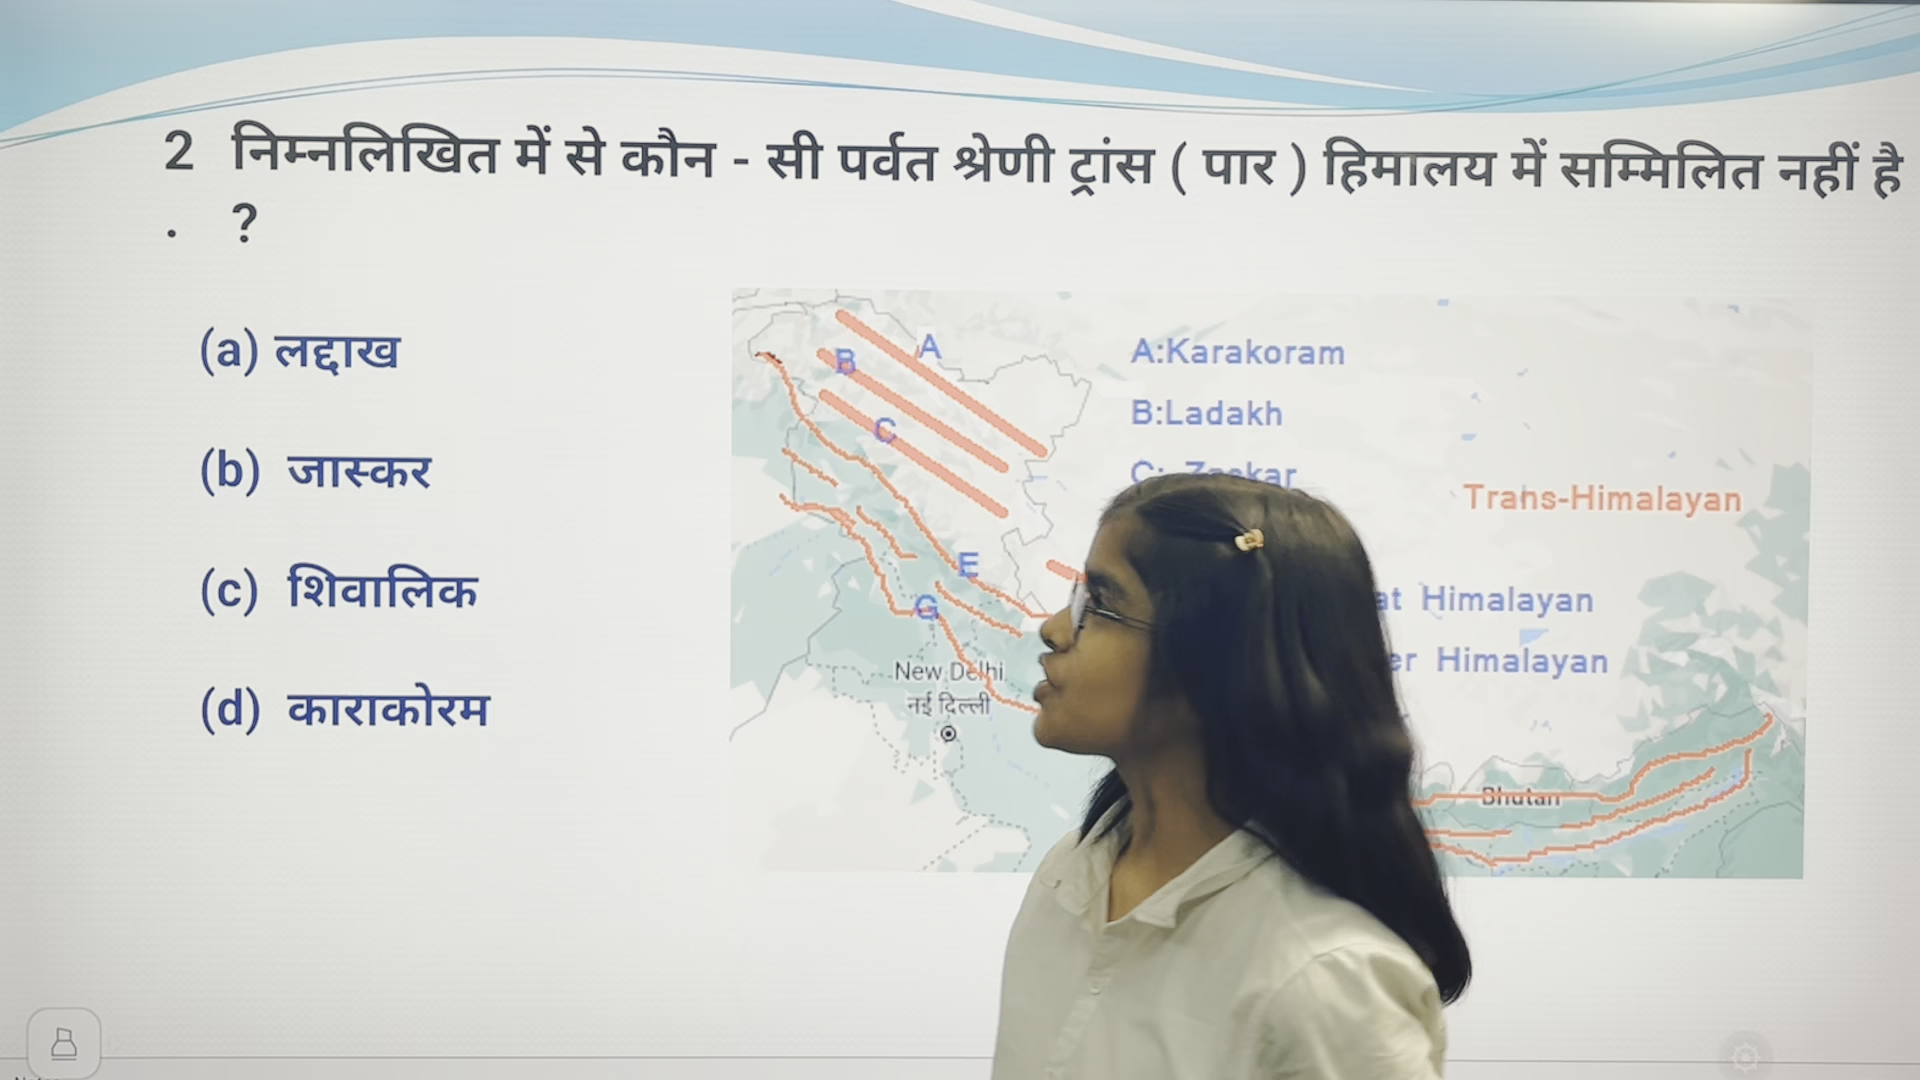 2 निम्नलिखित में से कौन - सी पर्वत श्रेणी ट्रांस ( पार ) हिमालय में सम्मिलित नहीं है
. ?
(a) लद्दाख
(b) जास्कर
(c) शिवालिक
(d) काराकोरम
A
B
C
E
G
New Delhi
नई दिल्ली
A:Karakoram
B:Ladakh
C: Zaskar
Trans-Himalayan
Himalayan
Himalayan
Bhutan